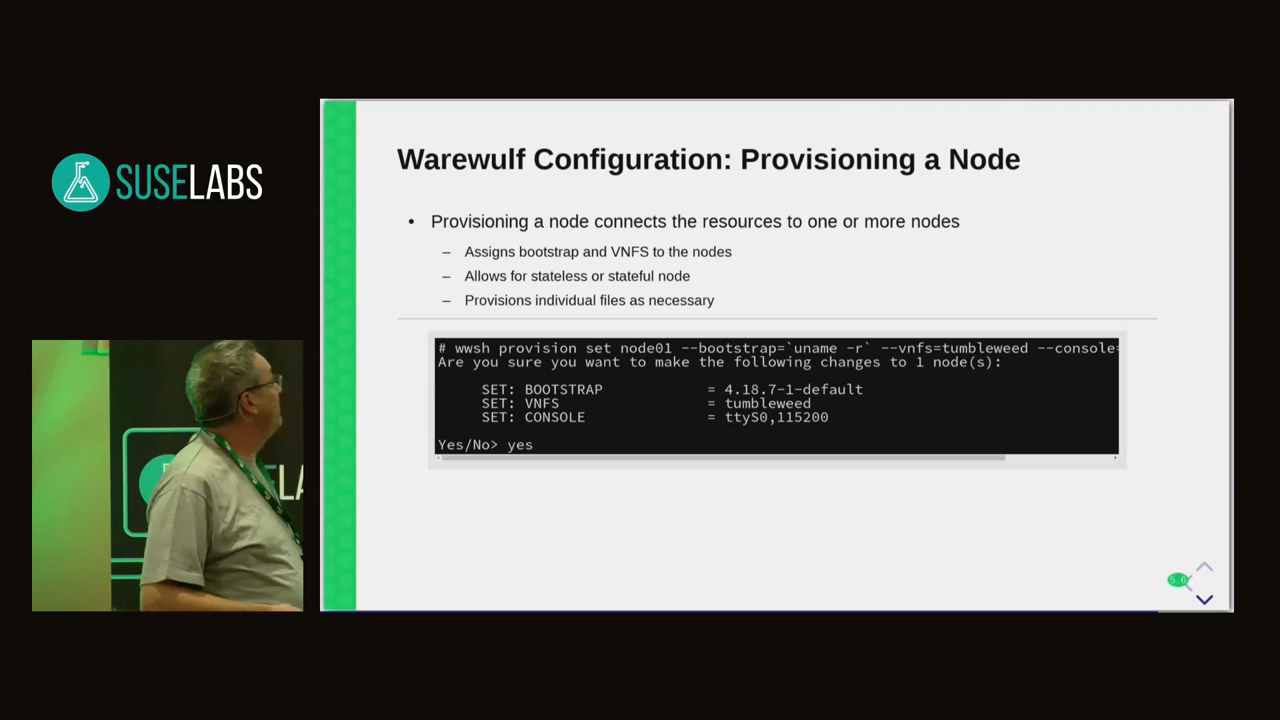 SUSELABS
Warewulf Configuration: Provisioning a Node
• Provisioning a node connects the resources to one or more nodes
– Assigns bootstrap and VNFS to the nodes
– Allows for stateless or stateful node
– Provisions individual files as necessary
# wwsh provision set node01 --bootstrap=`uname -r` --vnfs=tumbleweed --console=
Are you sure you want to make the following changes to 1 node(s):
SET: BOOTSTRAP = 4.18.7-1-default
SET: VNFS = tumbleweed
SET: CONSOLE = ttyS0,115200
Yes/No> yes
5.6